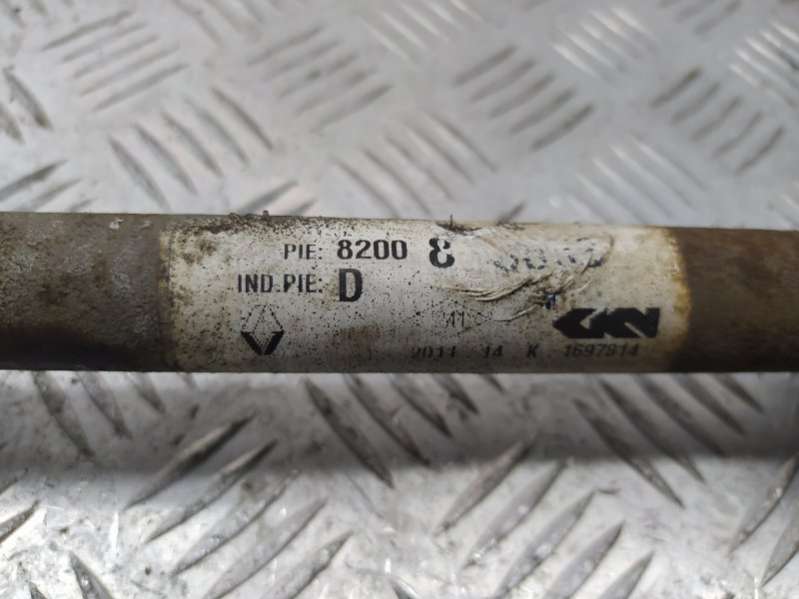 PIE: 8200 8
IND.PIE: D
GKN
2011 14 K 1697914